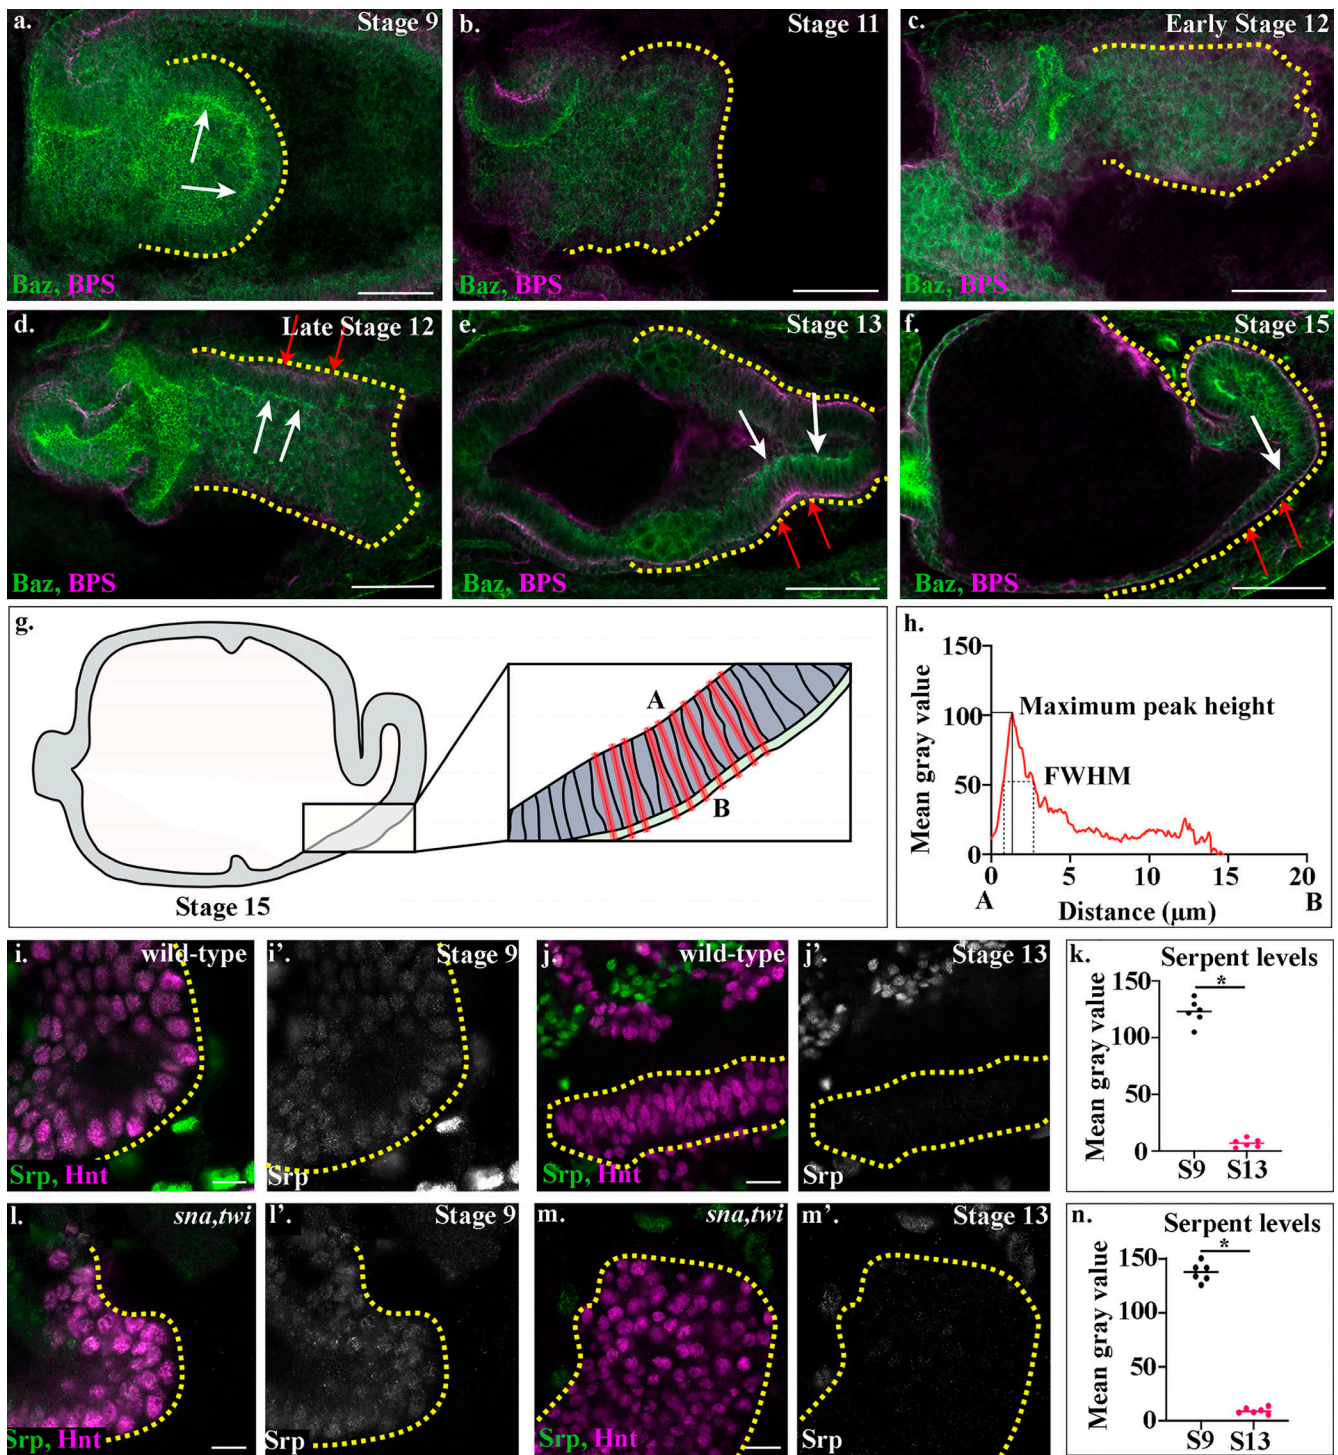 a. Stage 9
Baz, BPS
b. Stage 11
Baz, BPS
c. Early Stage 12
Baz, BPS
d. Late Stage 12
Baz, BPS
e. Stage 13
Baz, BPS
f. Stage 15
Baz, BPS
g.
A
B
Stage 15
h.
Mean gray value
150
100
50
0
Maximum peak height
FWHM
0 5 10 15 20
A B
Distance (μm)
i. wild-type
Srp, Hnt
i'. Stage 9
Srp
j. wild-type
Srp, Hnt
j'. Stage 13
Srp
k.
Serpent levels
Mean gray value
150
100
50
0
*
S9 S13
l. sna,twi
Srp, Hnt
l'. Stage 9
Srp
m. sna,twi
Srp, Hnt
m'. Stage 13
Srp
n.
Serpent levels
Mean gray value
150
100
50
0
*
S9 S13